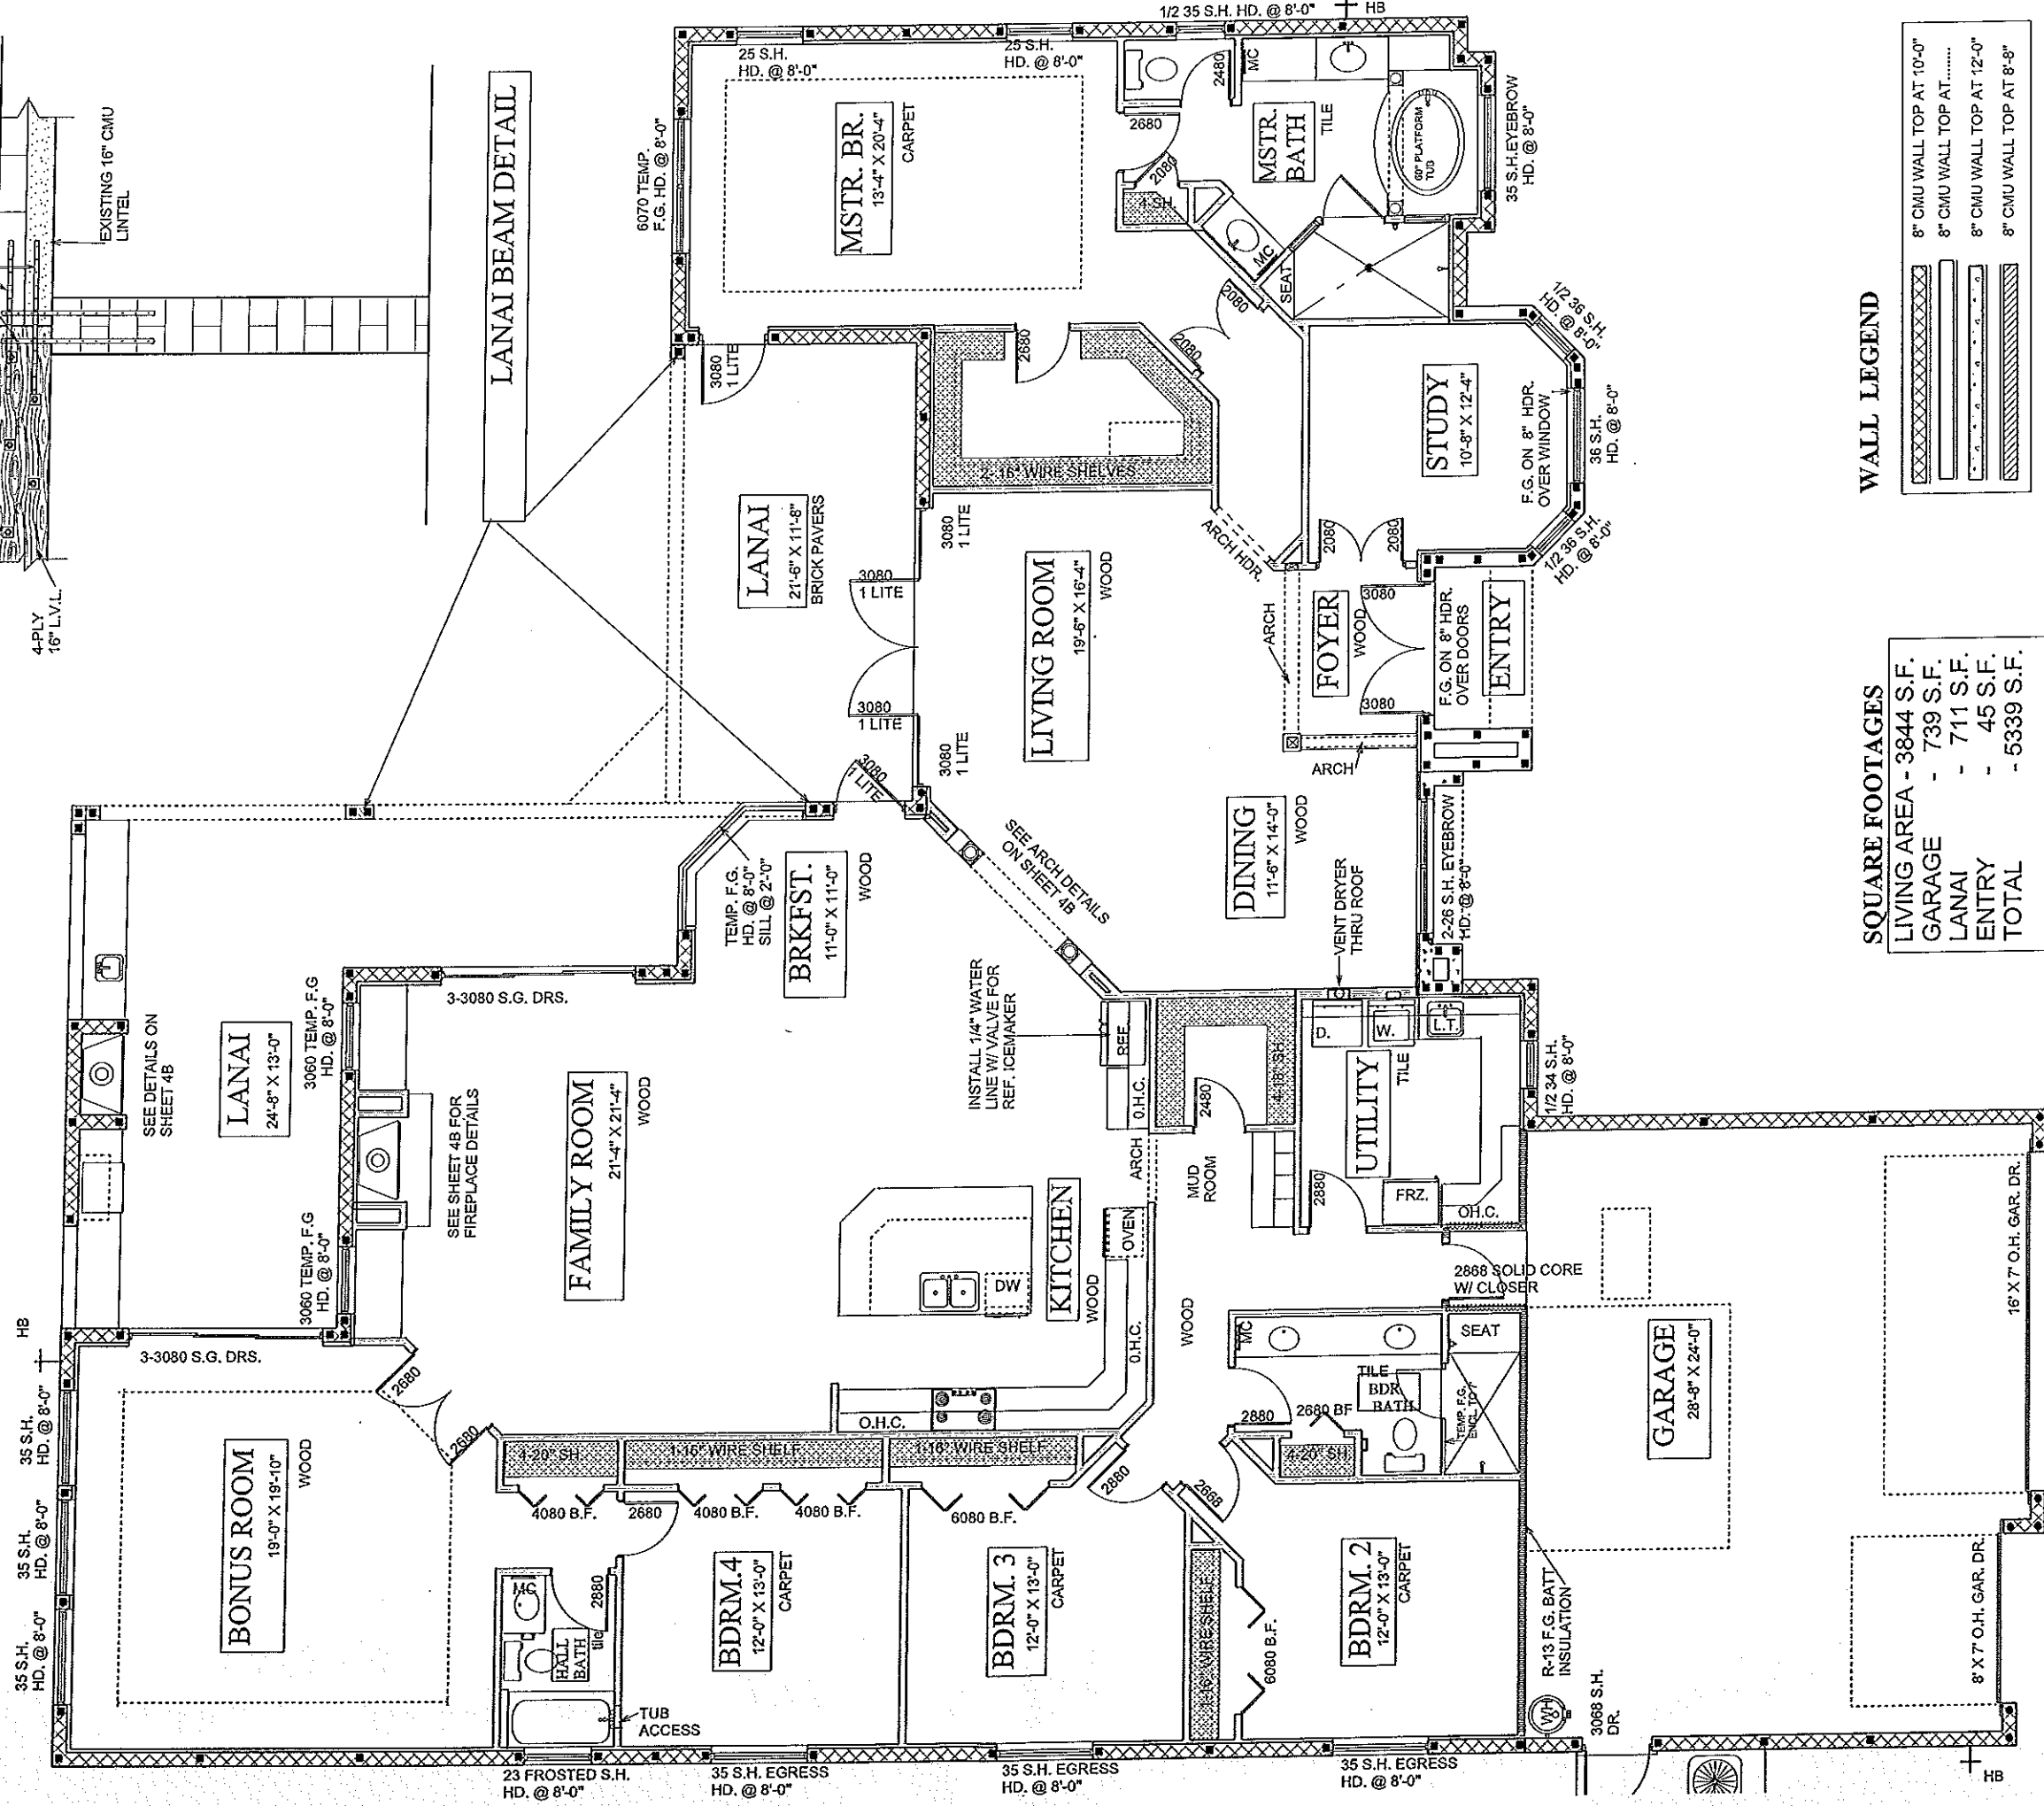 1/2 35 S.H. HD. @ 8'-0"
HB
EXISTING 16" CMU
LINTEL
4-PLY
16" L.V.L.
LANAI BEAM DETAIL
25 S.H.
HD. @ 8'-0"
25 S.H.
HD. @ 8'-0"
6070 TEMP.
F.G. HD. @ 8'-0"
MSTR. BR.
13'-4" X 20'-4"
CARPET
2680
2480
MC
2080
4-SH.
MSTR.
BATH
TILE
60" PLATFORM
TUB
35 S.H.EYEBROW
HD. @ 8'-0"
MC
SEAT
2080
2080
2680
3080
1 LITE
2- 16" WIRE SHELVES
LANAI
21'-6" X 11'-8"
BRICK PAVERS
3080
1 LITE
3080
1 LITE
3080
1 LITE
3080
1 LITE
3080
1 LITE
LIVING ROOM
19'-6" X 16'-4"
WOOD
ARCH HDR.
ARCH
ARCH
STUDY
10'-8" X 12'-4"
F.G. ON 8" HDR.
OVER WINDOW
1/2 36 S.H.
HD. @ 8'-0"
36 S.H.
HD. @ 8'-0"
1/2 36 S.H.
HD. @ 8'-0"
2080
2080
FOYER
WOOD
3080
3080
F.G. ON 8" HDR.
OVER DOORS
ENTRY
WALL LEGEND
8" CMU WALL TOP AT 10'-0"
8" CMU WALL TOP AT........
8" CMU WALL TOP AT 12'-0"
8" CMU WALL TOP AT 8'-8"
SQUARE FOOTAGES
LIVING AREA - 3844 S.F.
GARAGE - 739 S.F.
LANAI - 711 S.F.
ENTRY - 45 S.F.
TOTAL - 5339 S.F.
DINING
11'-6" X 14'-0"
WOOD
2-26 S.H. EYEBROW
HD. @ 8'-0"
VENT DRYER
THRU ROOF
SEE ARCH DETAILS
ON SHEET 4B
BRKFST.
11'-0" X 11'-0"
WOOD
TEMP. F.G.
HD. @ 8'-0"
SILL @ 2'-0"
INSTALL 1/4" WATER
LINE W/ VALVE FOR
REF. ICEMAKER
REF.
O.H.C.
3-3080 S.G. DRS.
SEE DETAILS ON
SHEET 4B
LANAI
24'-8" X 13'-0"
3060 TEMP. F.G
HD. @ 8'-0"
3060 TEMP. F.G
HD. @ 8'-0"
SEE SHEET 4B FOR
FIREPLACE DETAILS
FAMILY ROOM
21'-4" X 21'-4"
WOOD
DW
KITCHEN
WOOD
OVEN
ARCH
O.H.C.
O.H.C.
MUD
ROOM
2480
4-18" SH.
D.
W.
L.T.
UTILITY
TILE
2880
FRZ.
OH.C.
1/2 34 S.H.
HD. @ 8'-0"
2868 SOLID CORE
W/ CLOSER
WOOD
MC
SEAT
TILE
BDR
BATH
TEMP. F.G.
ENCL. TO 7'
2880
2680 BF
4-20" SH
2668
2880
GARAGE
28'-8" X 24'-0"
16' X 7' O.H. GAR. DR.
8' X 7' O.H. GAR. DR.
HB
35 S.H.
HD. @ 8'-0"
35 S.H.
HD. @ 8'-0"
35 S.H.
HD. @ 8'-0"
3-3080 S.G. DRS.
2680
2680
BONUS ROOM
19'-0" X 19'-10"
WOOD
4-20" SH.
1-16" WIRE SHELF
1-16" WIRE SHELF
4080 B.F.
2680
4080 B.F.
4080 B.F.
6080 B.F.
MC
HALL
BATH
tile
2880
TUB
ACCESS
BDRM.4
12'-0" X 13'-0"
CARPET
BDRM. 3
12'-0" X 13'-0"
CARPET
1-16" WIRE SHELF
6080 B.F.
BDRM. 2
12'-0" X 13'-0"
CARPET
R-13 F.G. BATT
INSULATION
WH
3068 S.H.
DR.
23 FROSTED S.H.
HD. @ 8'-0"
35 S.H. EGRESS
HD. @ 8'-0"
35 S.H. EGRESS
HD. @ 8'-0"
35 S.H. EGRESS
HD. @ 8'-0"
HB